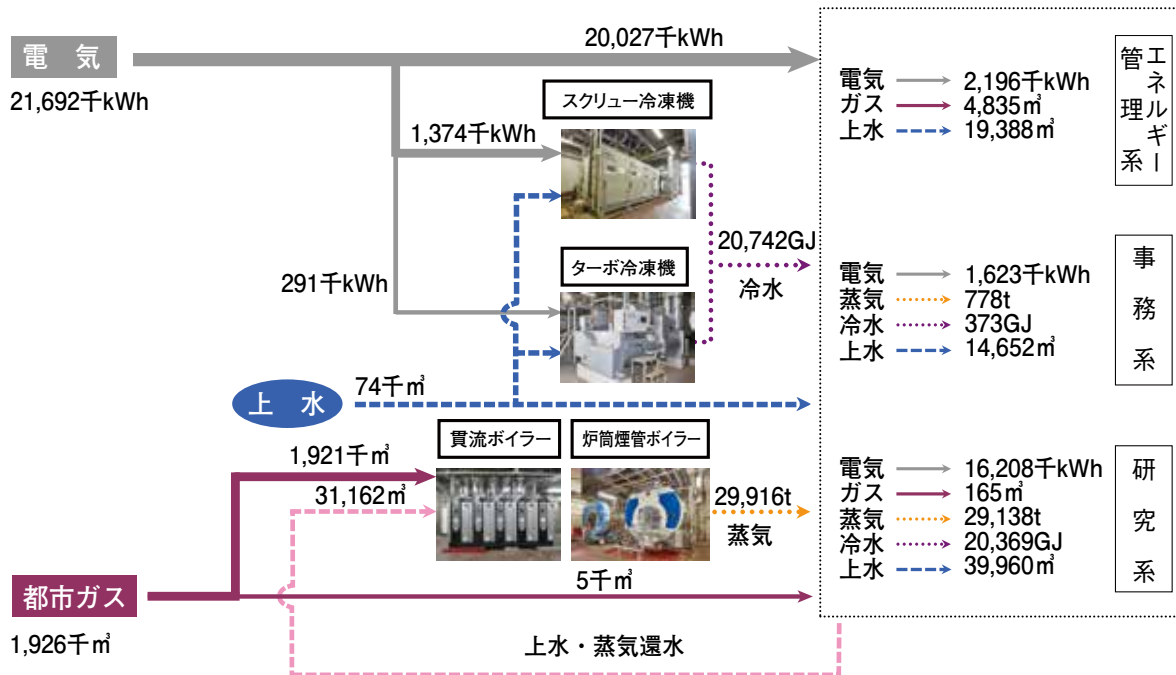 電気
21,692千kWh
20,027千kWh
スクリュー冷凍機
1,374千kWh
20,742GJ
冷水
ターボ冷凍機
291千kWh
上水
74千㎥
貫流ボイラー
炉筒煙管ボイラー
1,921千㎥
31,162㎥
29,916t
蒸気
5千㎥
都市ガス
1,926千㎥
上水・蒸気還水
エネルギー
管理系
電気 2,196千kWh
ガス 4,835㎥
上水 19,388㎥
事務系
電気 1,623千kWh
蒸気 778t
冷水 373GJ
上水 14,652㎥
研究系
電気 16,208千kWh
ガス 165㎥
蒸気 29,138t
冷水 20,369GJ
上水 39,960㎥